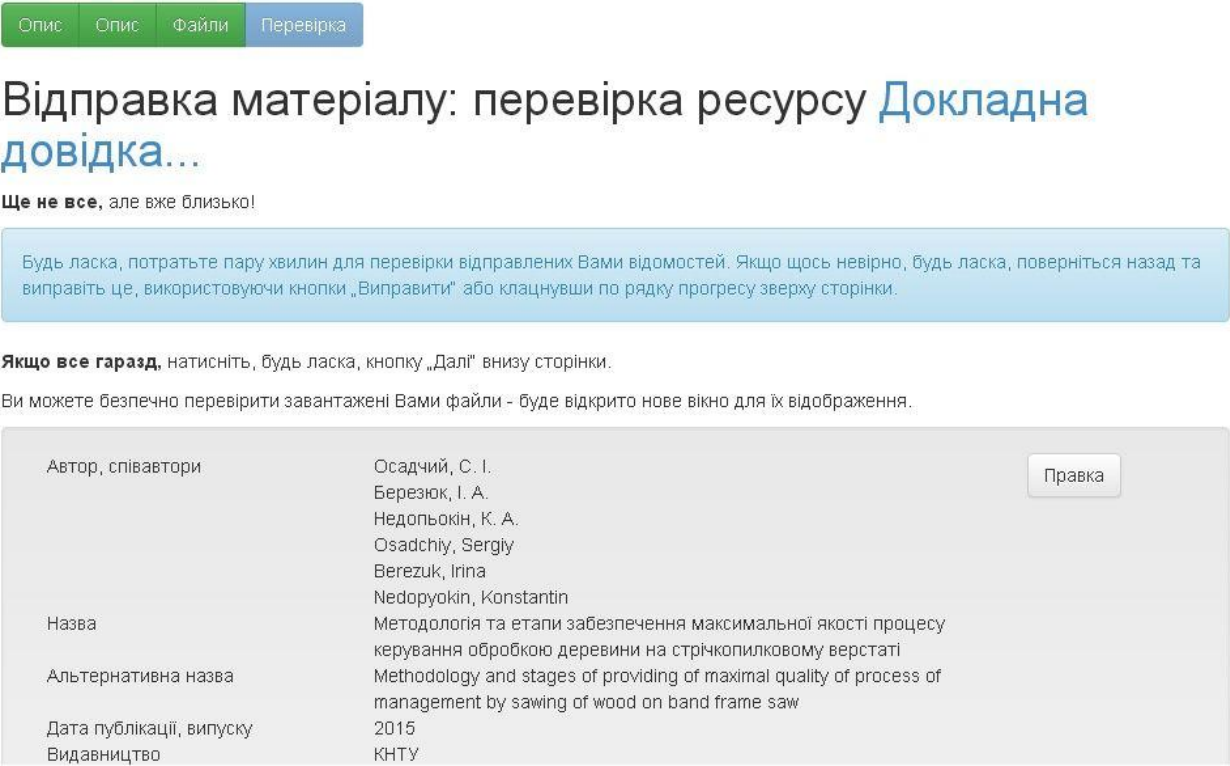 Опис Опис Файли Перевірка
Відправка матеріалу: перевірка ресурсу Докладна
довідка...
Ще не все, але вже близько!
Будь ласка, потратьте пару хвилин для перевірки відправлених Вами відомостей. Якщо щось невірно, будь ласка, поверніться назад та
виправіть це, використовуючи кнопки „Виправити” або клацнувши по рядку прогресу зверху сторінки.
Якщо все гаразд, натисніть, будь ласка, кнопку „Далі” внизу сторінки.
Ви можете безпечно перевірити завантажені Вами файли - буде відкрито нове вікно для їх відображення.
Автор, співавтори Осадчий, С. І. Правка
Березюк, І. А.
Недопьокін, К. А.
Osadchiy, Sergiy
Berezuk, Irina
Nedopyokin, Konstantin
Назва Методологія та етапи забезпечення максимальної якості процесу
керування обробкою деревини на стрічкопилковому верстаті
Альтернативна назва Methodology and stages of providing of maximal quality of process of
management by sawing of wood on band frame saw
Дата публікації, випуску 2015
Видавництво КНТУ